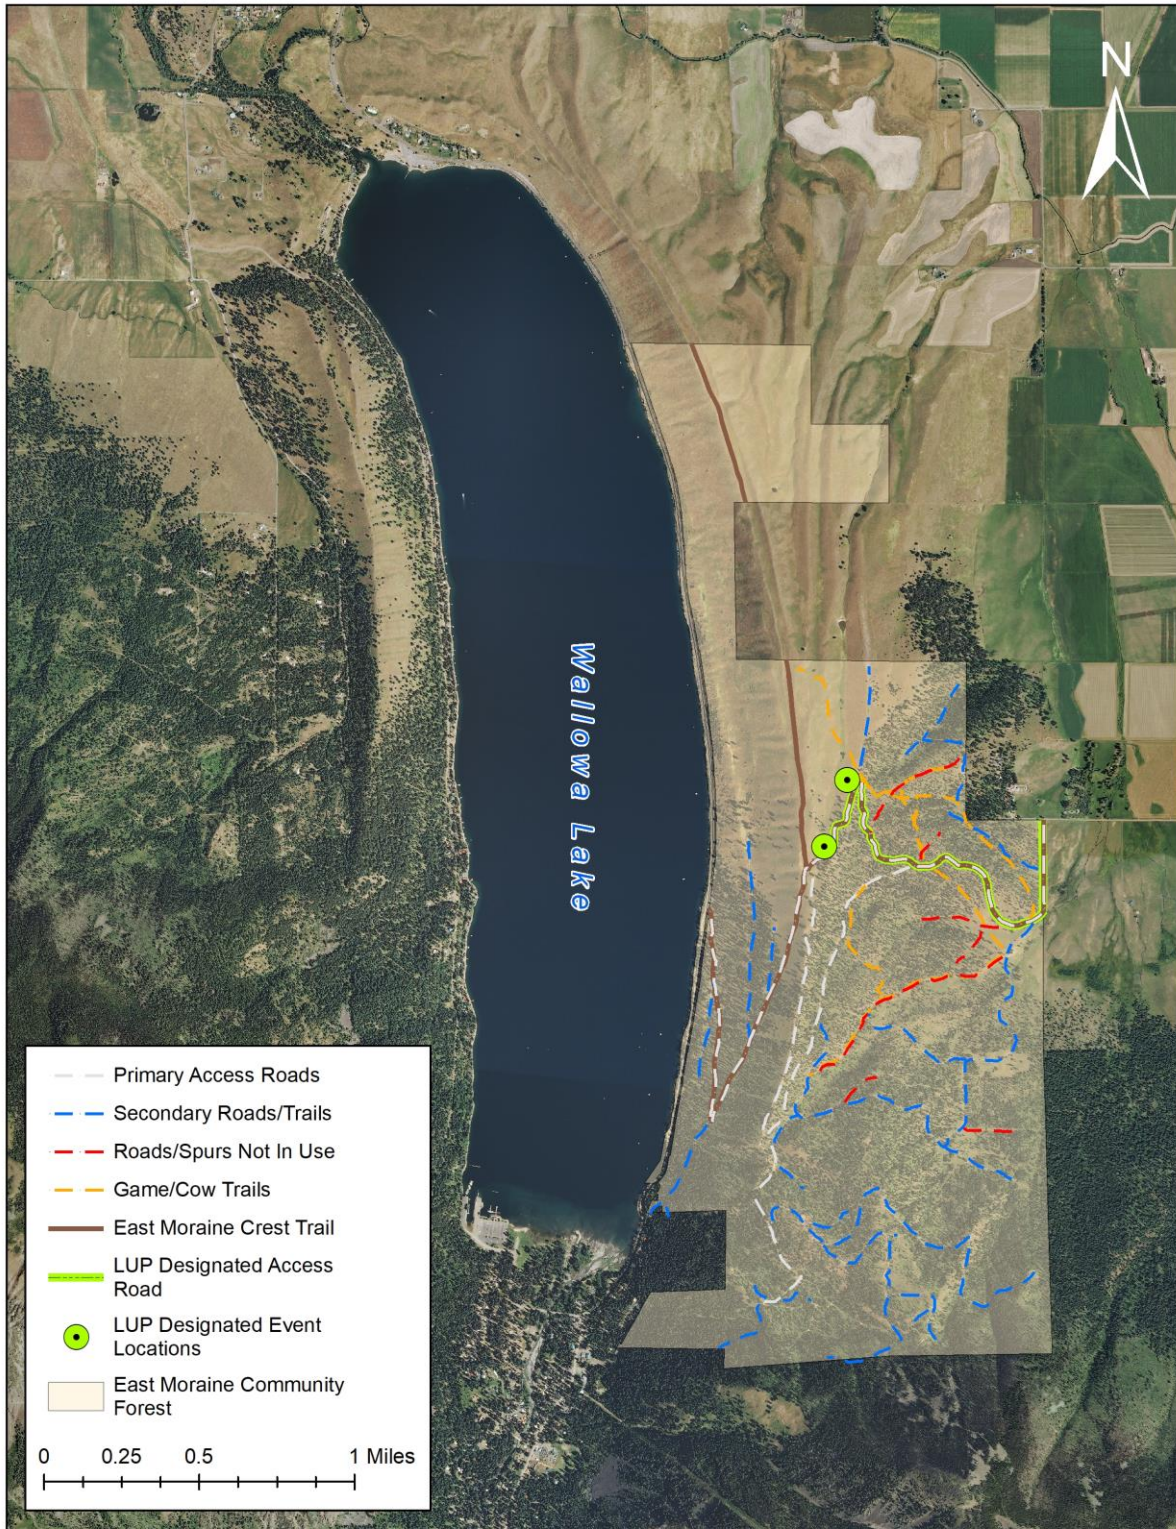 N
Wallowa Lake
Primary Access Roads
Secondary Roads/Trails
Roads/Spurs Not In Use
Game/Cow Trails
East Moraine Crest Trail
LUP Designated Access
Road
LUP Designated Event
Locations
East Moraine Community
Forest
0 0.25 0.5 1 Miles